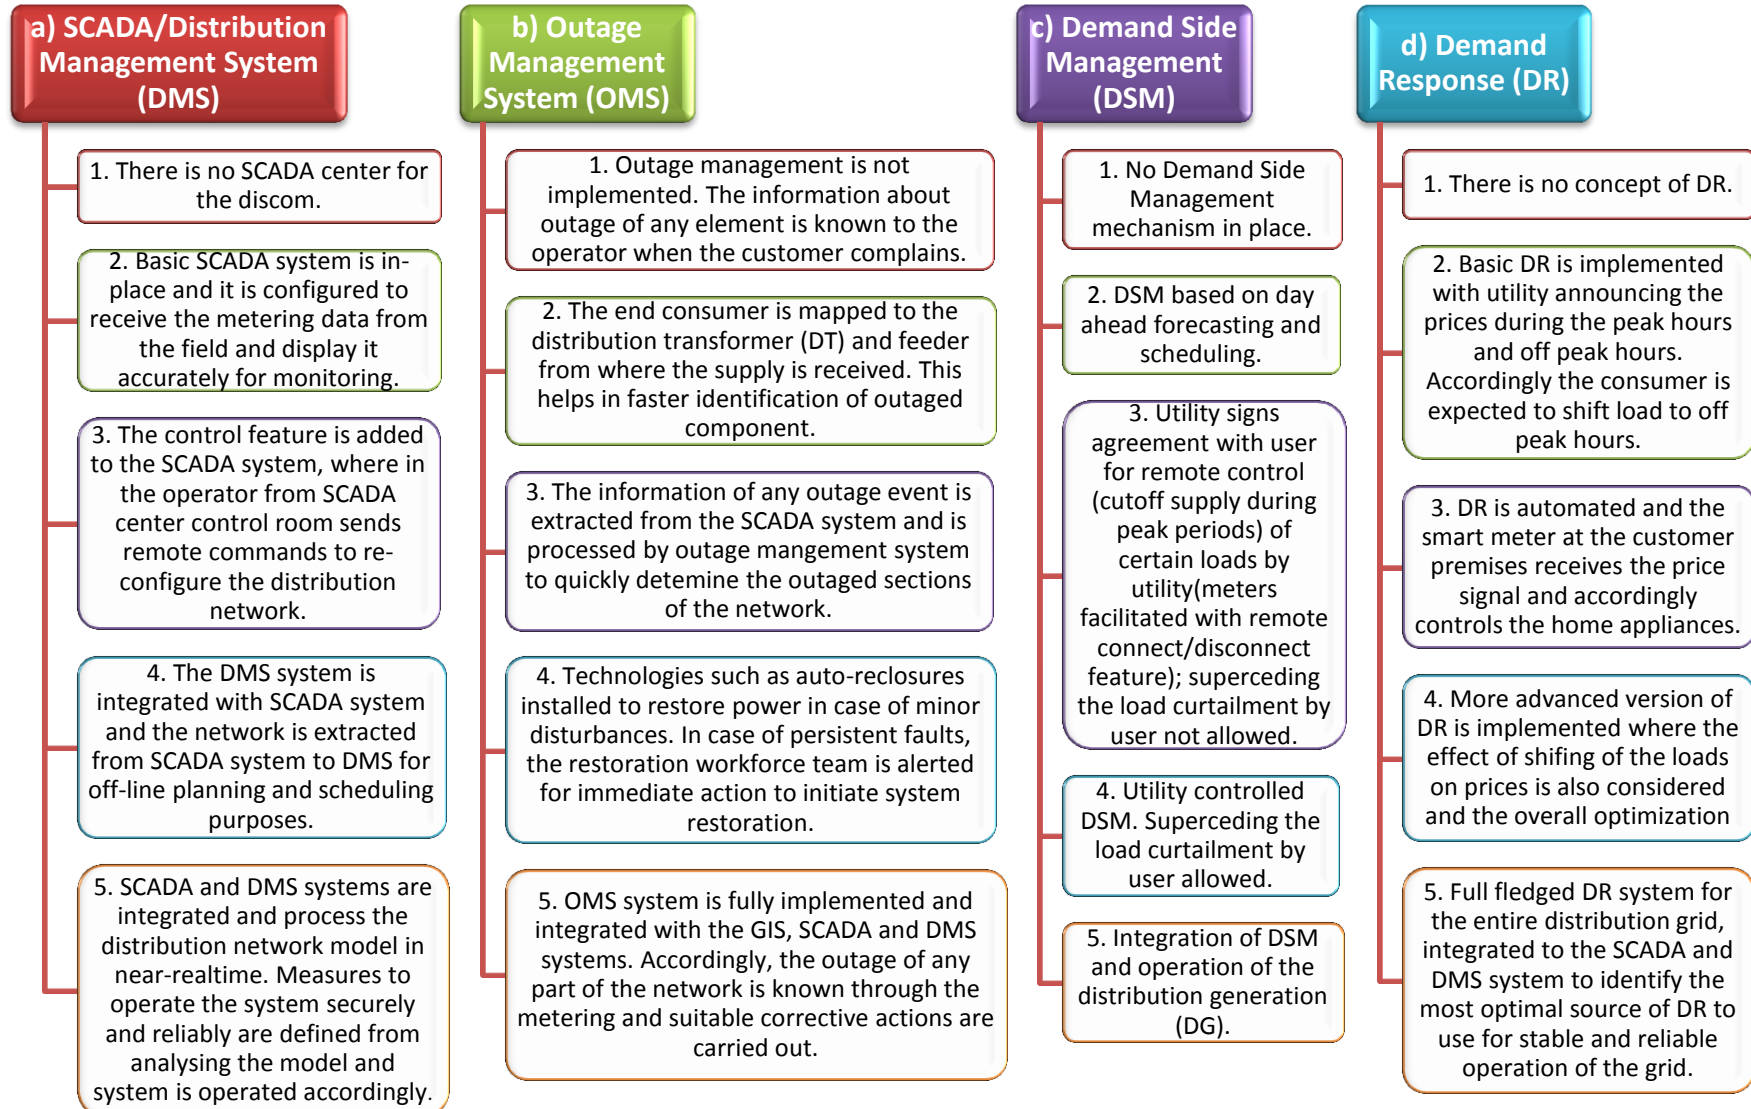 a) SCADA/Distribution
Management System
(DMS)
1. There is no SCADA center for
the discom.
2. Basic SCADA system is in-
place and it is configured to
receive the metering data from
the field and display it
accurately for monitoring.
3. The control feature is added
to the SCADA system, where in
the operator from SCADA
center control room sends
remote commands to re-
configure the distribution
network.
4. The DMS system is
integrated with SCADA system
and the network is extracted
from SCADA system to DMS for
off-line planning and scheduling
purposes.
5. SCADA and DMS systems are
integrated and process the
distribution network model in
near-realtime. Measures to
operate the system securely
and reliably are defined from
analysing the model and
system is operated accordingly.
b) Outage
Management
System (OMS)
1. Outage management is not
implemented. The information about
outage of any element is known to the
operator when the customer complains.
2. The end consumer is mapped to the
distribution transformer (DT) and feeder
from where the supply is received. This
helps in faster identification of outaged
component.
3. The information of any outage event is
extracted from the SCADA system and is
processed by outage mangement system
to quickly detemine the outaged sections
of the network.
4. Technologies such as auto-reclosures
installed to restore power in case of minor
disturbances. In case of persistent faults,
the restoration workforce team is alerted
for immediate action to initiate system
restoration.
5. OMS system is fully implemented and
integrated with the GIS, SCADA and DMS
systems. Accordingly, the outage of any
part of the network is known through the
metering and suitable corrective actions are
carried out.
c) Demand Side
Management
(DSM)
1. No Demand Side
Management
mechanism in place.
2. DSM based on day
ahead forecasting and
scheduling.
3. Utility signs
agreement with user
for remote control
(cutoff supply during
peak periods) of
certain loads by
utility(meters
facilitated with remote
connect/disconnect
feature); superceding
the load curtailment by
user not allowed.
4. Utility controlled
DSM. Superceding the
load curtailment by
user allowed.
5. Integration of DSM
and operation of the
distribution generation
(DG).
d) Demand
Response (DR)
1. There is no concept of DR.
2. Basic DR is implemented
with utility announcing the
prices during the peak hours
and off peak hours.
Accordingly the consumer is
expected to shift load to off
peak hours.
3. DR is automated and the
smart meter at the customer
premises receives the price
signal and accordingly
controls the home appliances.
4. More advanced version of
DR is implemented where the
effect of shifing of the loads
on prices is also considered
and the overall optimization
5. Full fledged DR system for
the entire distribution grid,
integrated to the SCADA and
DMS system to identify the
most optimal source of DR to
use for stable and reliable
operation of the grid.